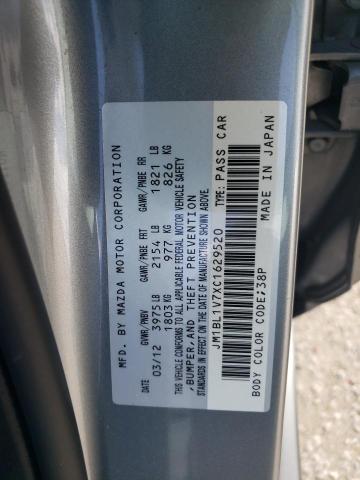 MFD. BY MAZDA MOTOR CORPORATION
DATE GVWR/PNBV GAWR/PNBE FRT GAWR/PNBE RR
03/12 3975 LB 2154 LB 1821 LB
1803 KG 977 KG 826 KG
THIS VEHICLE CONFORMS TO ALL APPLICABLE FEDERAL MOTOR VEHICLE SAFETY
,BUMPER,AND THEFT PREVENTION
STANDARDS IN EFFECT ON THE DATE OF MANUFACTURE SHOWN ABOVE.
JM1BL1V7XC1629520 TYPE: PASS CAR
BODY COLOR CODE/38P MADE IN JAPAN